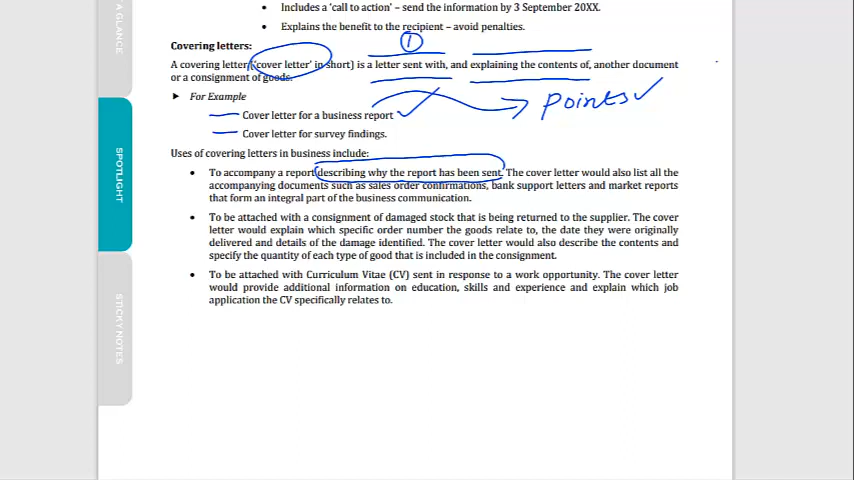 • Includes a 'call to action' – send the information by 3 September 20XX.
• Explains the benefit to the recipient – avoid penalties.
Covering letters:
1
A covering letter ('cover letter' in short) is a letter sent with, and explaining the contents of, another document
or a consignment of goods.
➤ For Example
Cover letter for a business report
points
Cover letter for survey findings.
Uses of covering letters in business include:
• To accompany a report describing why the report has been sent. The cover letter would also list all the
accompanying documents such as sales order confirmations, bank support letters and market reports
that form an integral part of the business communication.
• To be attached with a consignment of damaged stock that is being returned to the supplier. The cover
letter would explain which specific order number the goods relate to, the date they were originally
delivered and details of the damage identified. The cover letter would also describe the contents and
specify the quantity of each type of good that is included in the consignment.
• To be attached with Curriculum Vitae (CV) sent in response to a work opportunity. The cover letter
would provide additional information on education, skills and experience and explain which job
application the CV specifically relates to.
A GLANCE
SPOTLIGHT
STICKY NOTES